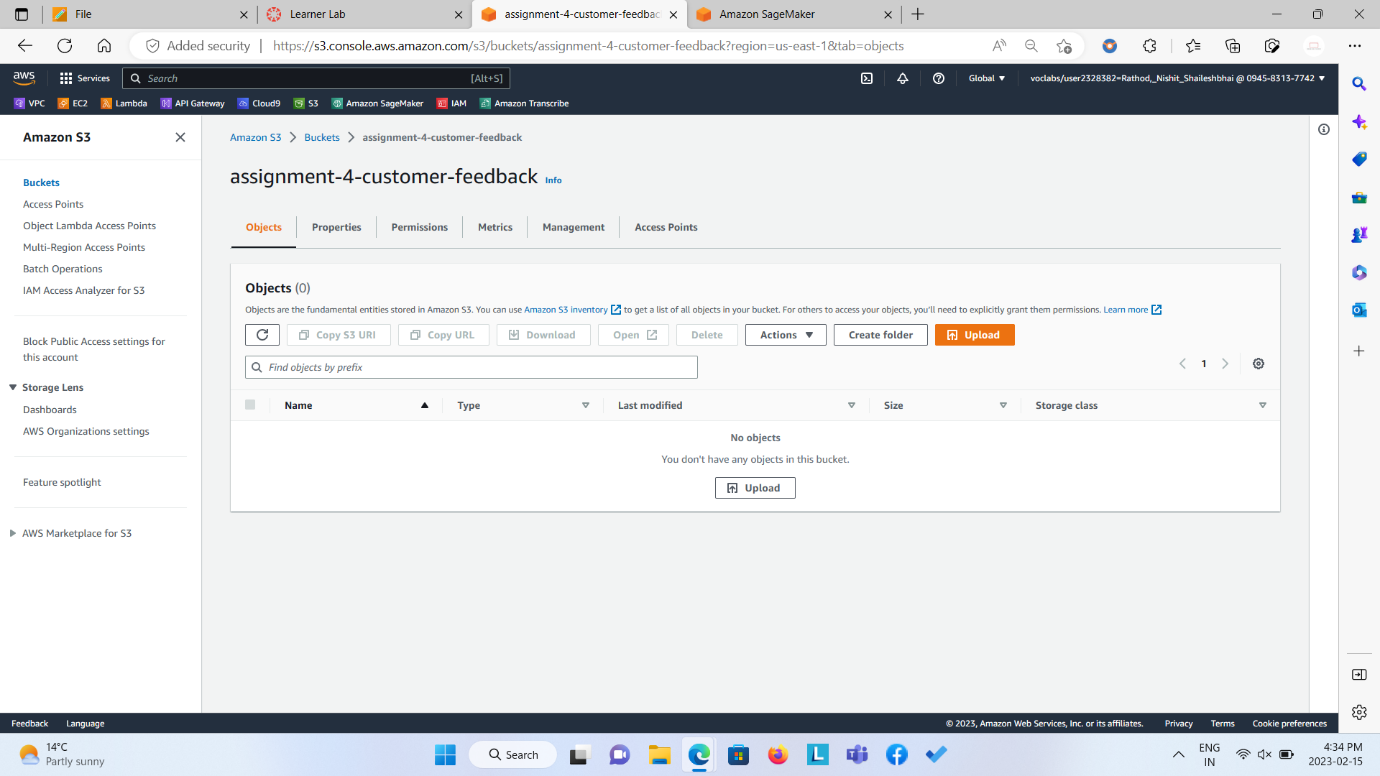 File
Learner Lab
assignment-4-customer-feedbac
Amazon SageMaker
Added security
https://s3.console.aws.amazon.com/s3/buckets/assignment-4-customer-feedback?region=us-east-1&tab=objects
aws
Services
Search
[Alt+S]
Global
voclabs/user2328382=Rathod,_Nishit_Shaileshbhai @ 0945-8313-7742
VPC
EC2
Lambda
API Gateway
Cloud9
S3
Amazon SageMaker
IAM
Amazon Transcribe
Amazon S3
Buckets
Access Points
Object Lambda Access Points
Multi-Region Access Points
Batch Operations
IAM Access Analyzer for S3
Block Public Access settings for
this account
Storage Lens
Dashboards
AWS Organizations settings
Feature spotlight
AWS Marketplace for S3
Amazon S3 > Buckets > assignment-4-customer-feedback
assignment-4-customer-feedback Info
Objects
Properties
Permissions
Metrics
Management
Access Points
Objects (0)
Objects are the fundamental entities stored in Amazon S3. You can use Amazon S3 inventory to get a list of all objects in your bucket. For others to access your objects, you'll need to explicitly grant them permissions. Learn more
Copy S3 URI
Copy URL
Download
Open
Delete
Actions
Create folder
Upload
Find objects by prefix
1
Name
Type
Last modified
Size
Storage class
No objects
You don't have any objects in this bucket.
Upload
Feedback
Language
© 2023, Amazon Web Services, Inc. or its affiliates.
Privacy
Terms
Cookie preferences
14°C
Partly sunny
Search
ENG
IN
4:34 PM
2023-02-15